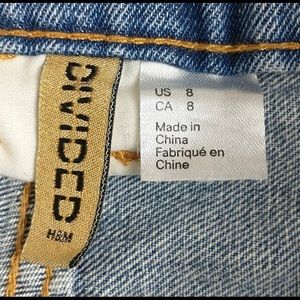 DIVIDED
H&M
US 8
CA 8
Made in
China
Fabriqué en
Chine